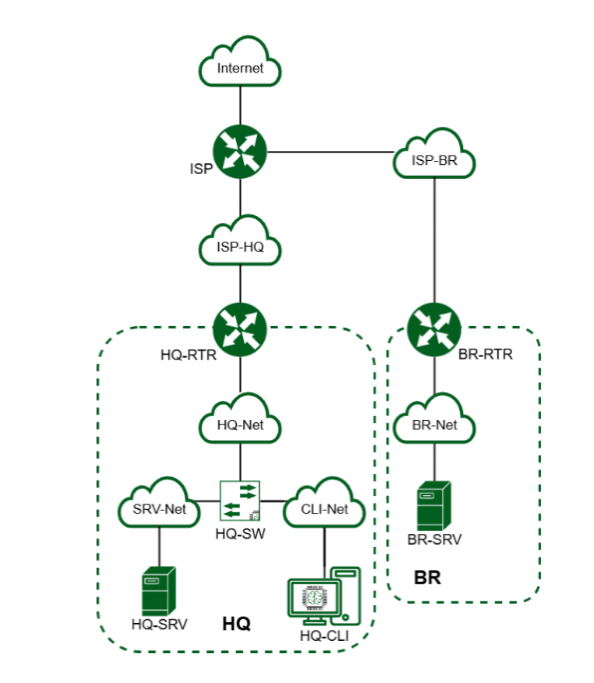 Internet
ISP
ISP-BR
ISP-HQ
HQ-RTR
BR-RTR
HQ-Net
BR-Net
SRV-Net
CLI-Net
HQ-SW
BR-SRV
BR
HQ-SRV
HQ
HQ-CLI